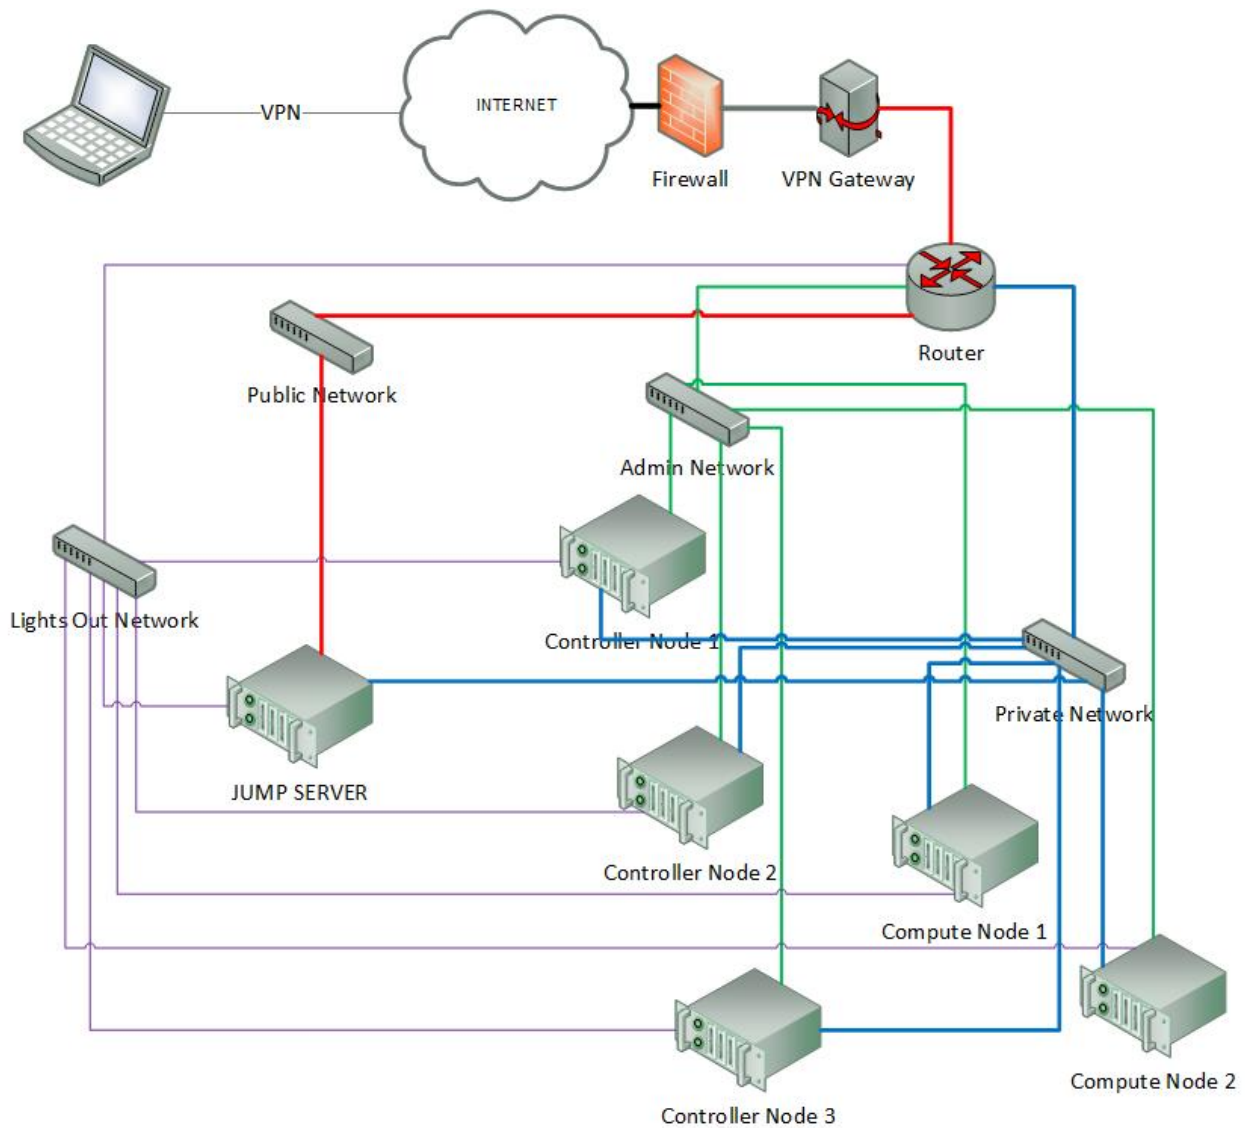 VPN
INTERNET
Firewall
VPN Gateway
Router
Public Network
Admin Network
Lights Out Network
Controller Node 1
Private Network
JUMP SERVER
Controller Node 2
Compute Node 1
Compute Node 2
Controller Node 3